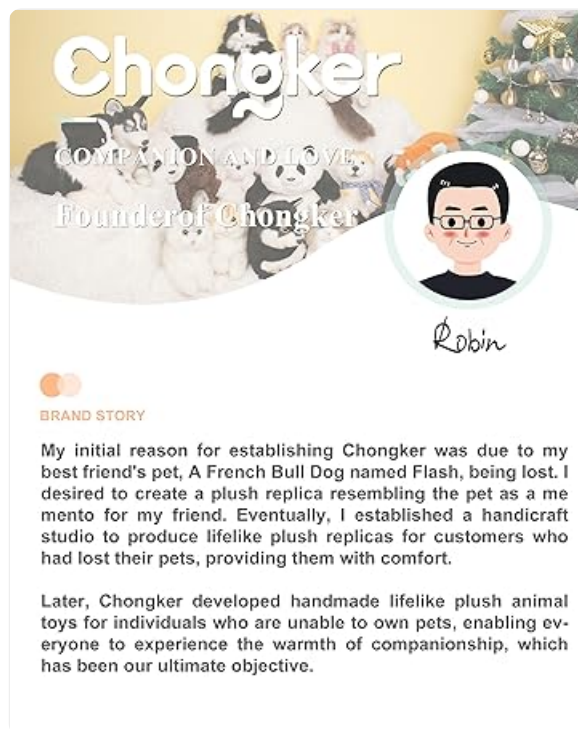 Chongker
COMPANION AND LOVE
Founderof Chongker
Robin
BRAND STORY
My initial reason for establishing Chongker was due to my
best friend's pet, A French Bull Dog named Flash, being lost. I
desired to create a plush replica resembling the pet as a me
mento for my friend. Eventually, I established a handicraft
studio to produce lifelike plush replicas for customers who
had lost their pets, providing them with comfort.
Later, Chongker developed handmade lifelike plush animal
toys for individuals who are unable to own pets, enabling ev-
eryone to experience the warmth of companionship, which
has been our ultimate objective.